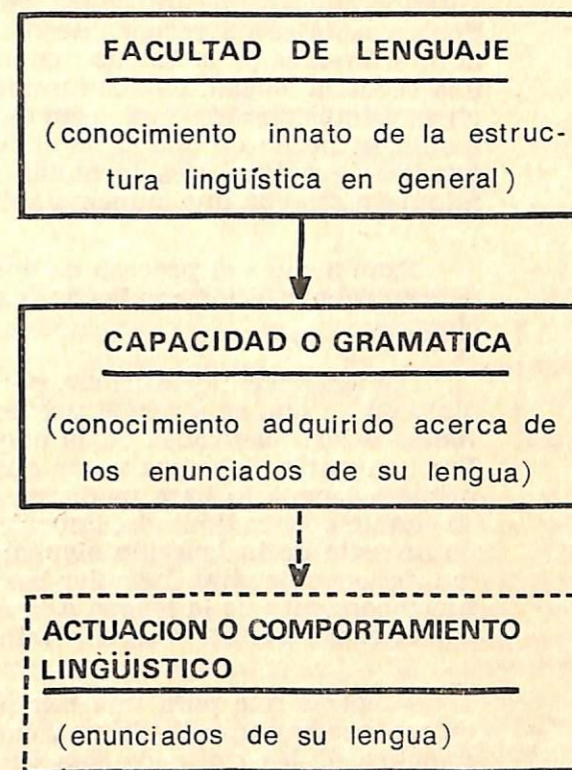 FACULTAD DE LENGUAJE
(conocimiento innato de la estruc-
tura lingüística en general)
CAPACIDAD O GRAMATICA
(conocimiento adquirido acerca de
los enunciados de su lengua)
ACTUACION O COMPORTAMIENTO
LINGÜISTICO
(enunciados de su lengua)